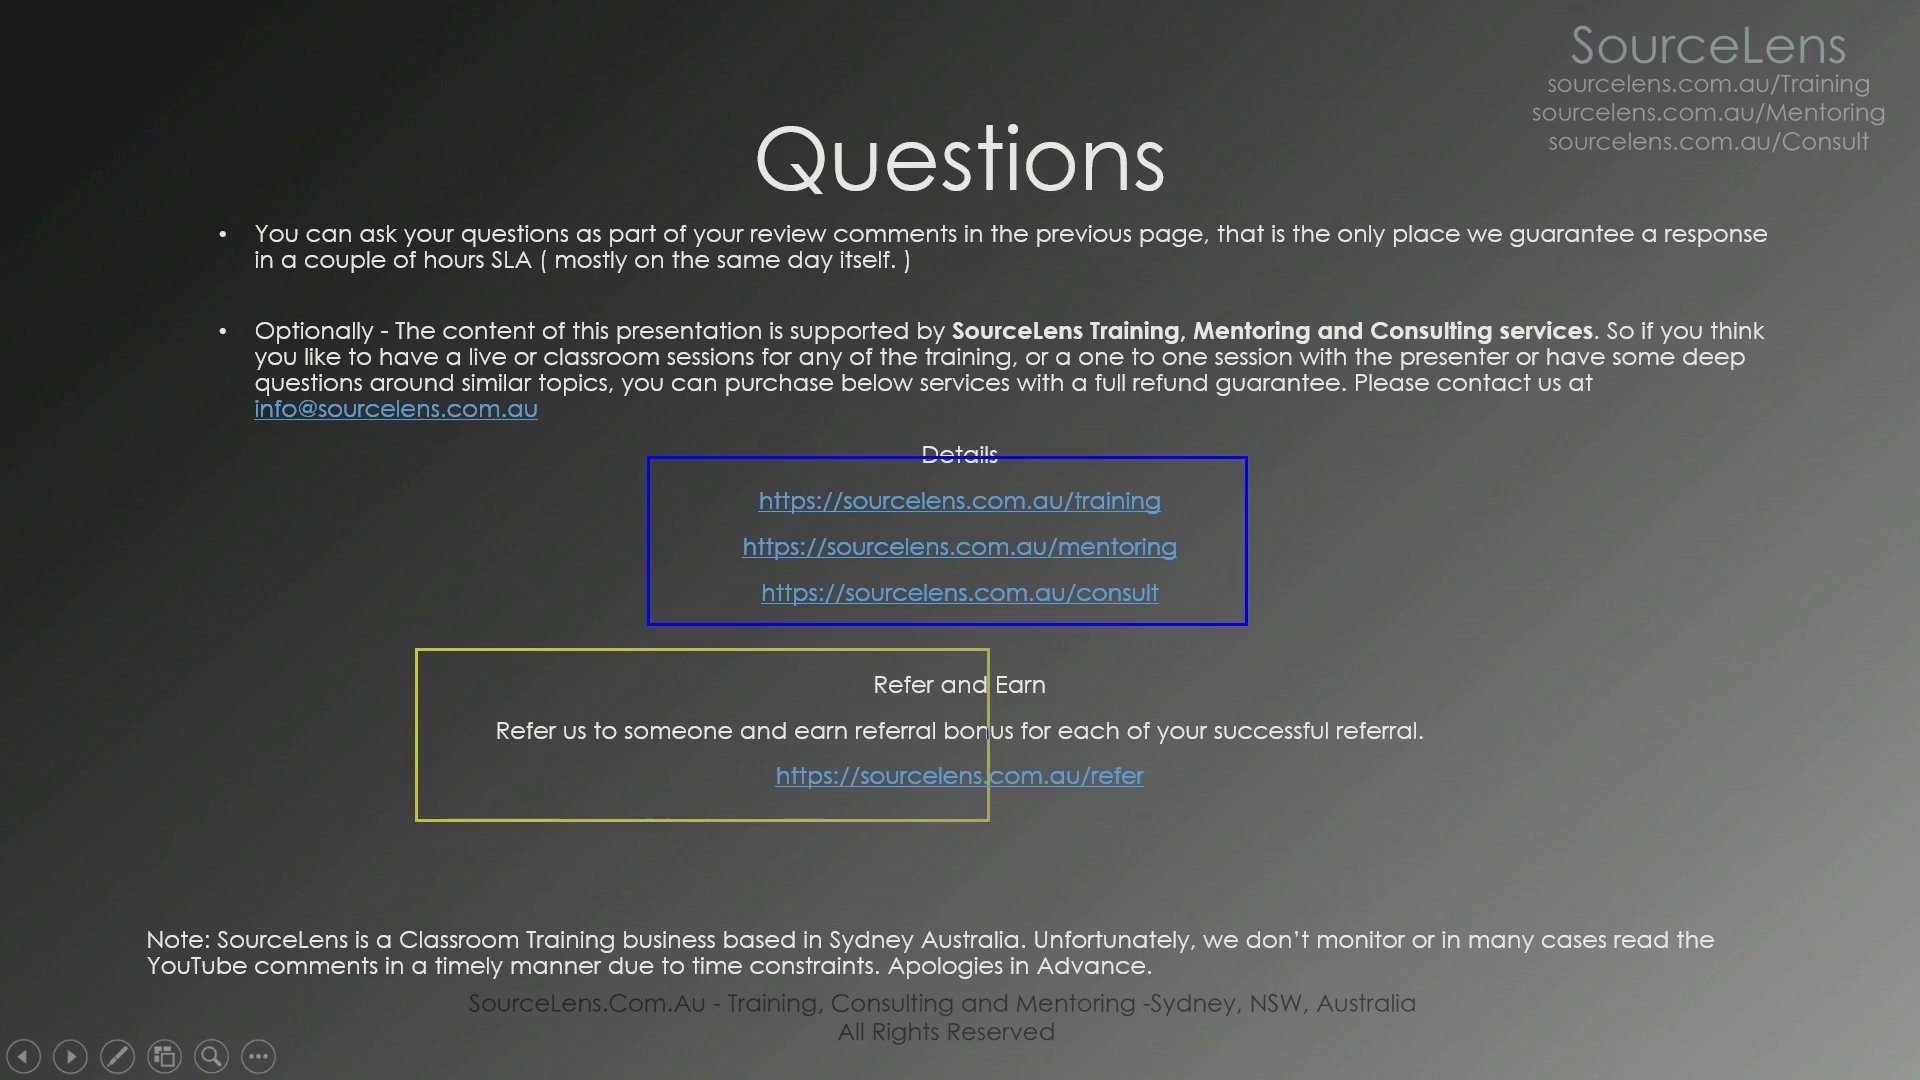 SourceLens
sourcelens.com.au/Training
sourcelens.com.au/Mentoring
sourcelens.com.au/Consult
Questions
• You can ask your questions as part of your review comments in the previous page, that is the only place we guarantee a response
in a couple of hours SLA ( mostly on the same day itself. )
• Optionally - The content of this presentation is supported by SourceLens Training, Mentoring and Consulting services. So if you think
you like to have a live or classroom sessions for any of the training, or a one to one session with the presenter or have some deep
questions around similar topics, you can purchase below services with a full refund guarantee. Please contact us at
info@sourcelens.com.au
Details
https://sourcelens.com.au/training
https://sourcelens.com.au/mentoring
https://sourcelens.com.au/consult
Refer and Earn
Refer us to someone and earn referral bonus for each of your successful referral.
https://sourcelens.com.au/refer
Note: SourceLens is a Classroom Training business based in Sydney Australia. Unfortunately, we don’t monitor or in many cases read the
YouTube comments in a timely manner due to time constraints. Apologies in Advance.
SourceLens.Com.Au - Training, Consulting and Mentoring -Sydney, NSW, Australia
All Rights Reserved